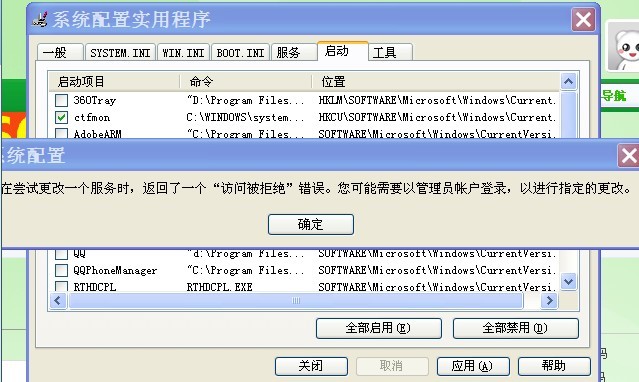 系统配置实用程序
一般 SYSTEM.INI WIN.INI BOOT.INI 服务 启动 工具
启动项目 命令 位置
360Tray "D:\Program Files... HKLM\SOFTWARE\Microsoft\Windows\Current.
ctfmon C:\WINDOWS\system... HKCU\SOFTWARE\Microsoft\Windows\Current.
导航
AdobeARM "C:\Program Files... SOFTWARE\Microsoft\Windows\CurrentVersi.
系统配置
在尝试更改一个服务时，返回了一个“访问被拒绝”错误。您可能需要以管理员帐户登录，以进行指定的更改。
确定
QQ "d:\Program Files... SOFTWARE\Microsoft\Windows\CurrentVersi.
QQPhoneManager "C:\Program Files... SOFTWARE\Microsoft\Windows\CurrentVersi.
RTHDCPL RTHDCPL.EXE SOFTWARE\Microsoft\Windows\CurrentVersi.
全部启用(E) 全部禁用(D)
码
关闭 取消 应用(A) 帮助
码